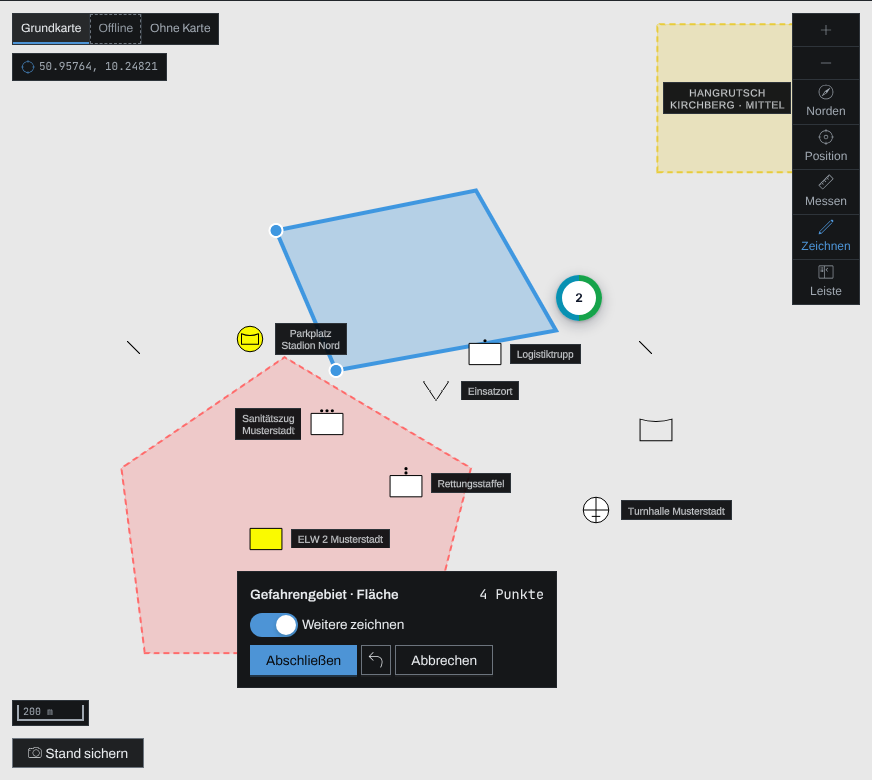 Grundkarte Offline Ohne Karte
50.95764, 10.24821
HANGRUTSCH
KIRCHBERG · MITTEL
Norden
Position
Messen
Zeichnen
Leiste
2
Parkplatz
Stadion Nord
Logistiktrupp
Einsatzort
Sanitätszug
Musterstadt
Rettungsstaffel
Turnhalle Musterstadt
ELW 2 Musterstadt
Gefahrengebiet · Fläche 4 Punkte
Weitere zeichnen
Abschließen Abbrechen
200 m
Stand sichern